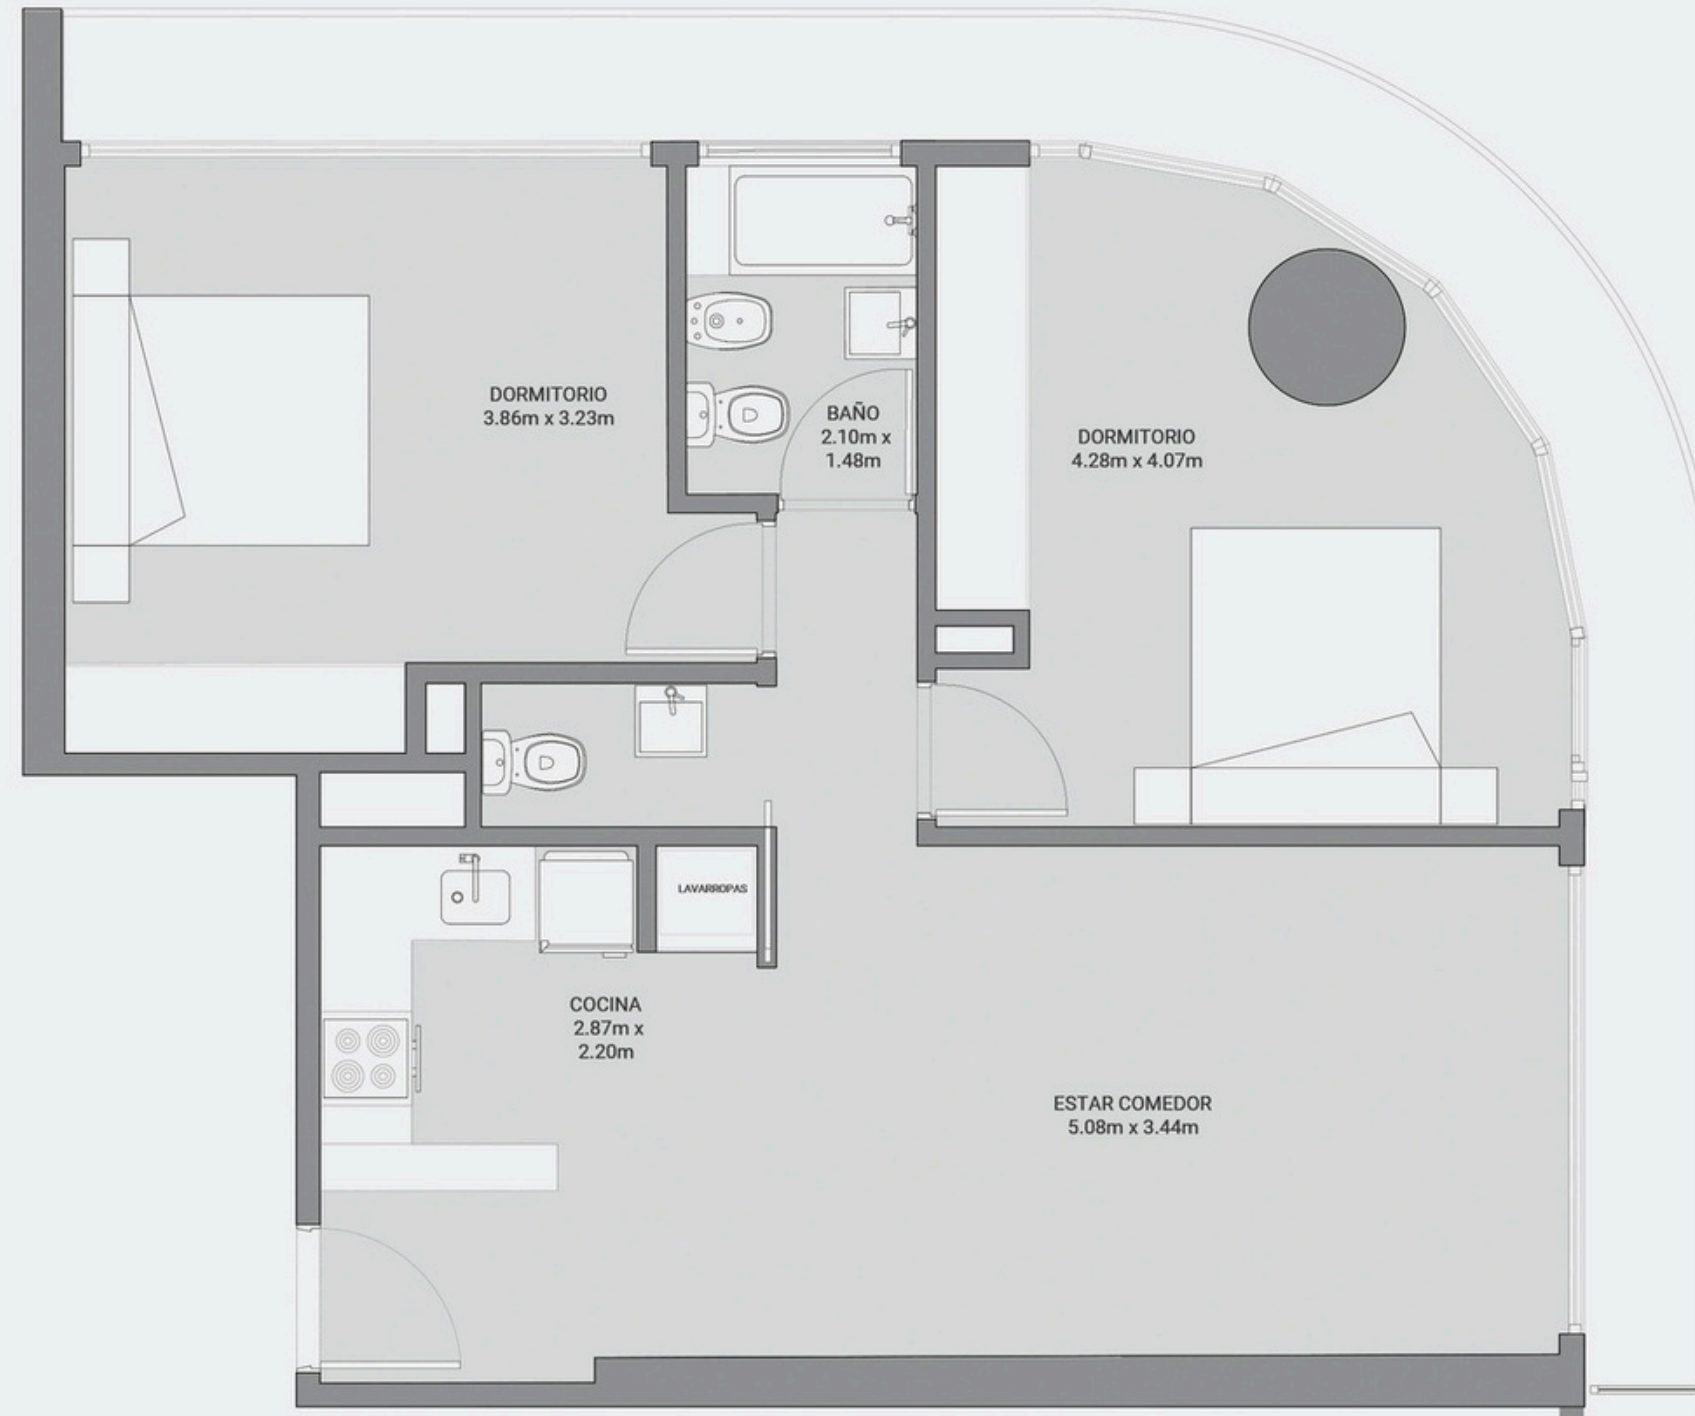 DORMITORIO
3.86m x 3.23m
BAÑO
2.10m x
1.48m
DORMITORIO
4.28m x 4.07m
LAVARROPAS
COCINA
2.87m x
2.20m
ESTAR COMEDOR
5.08m x 3.44m